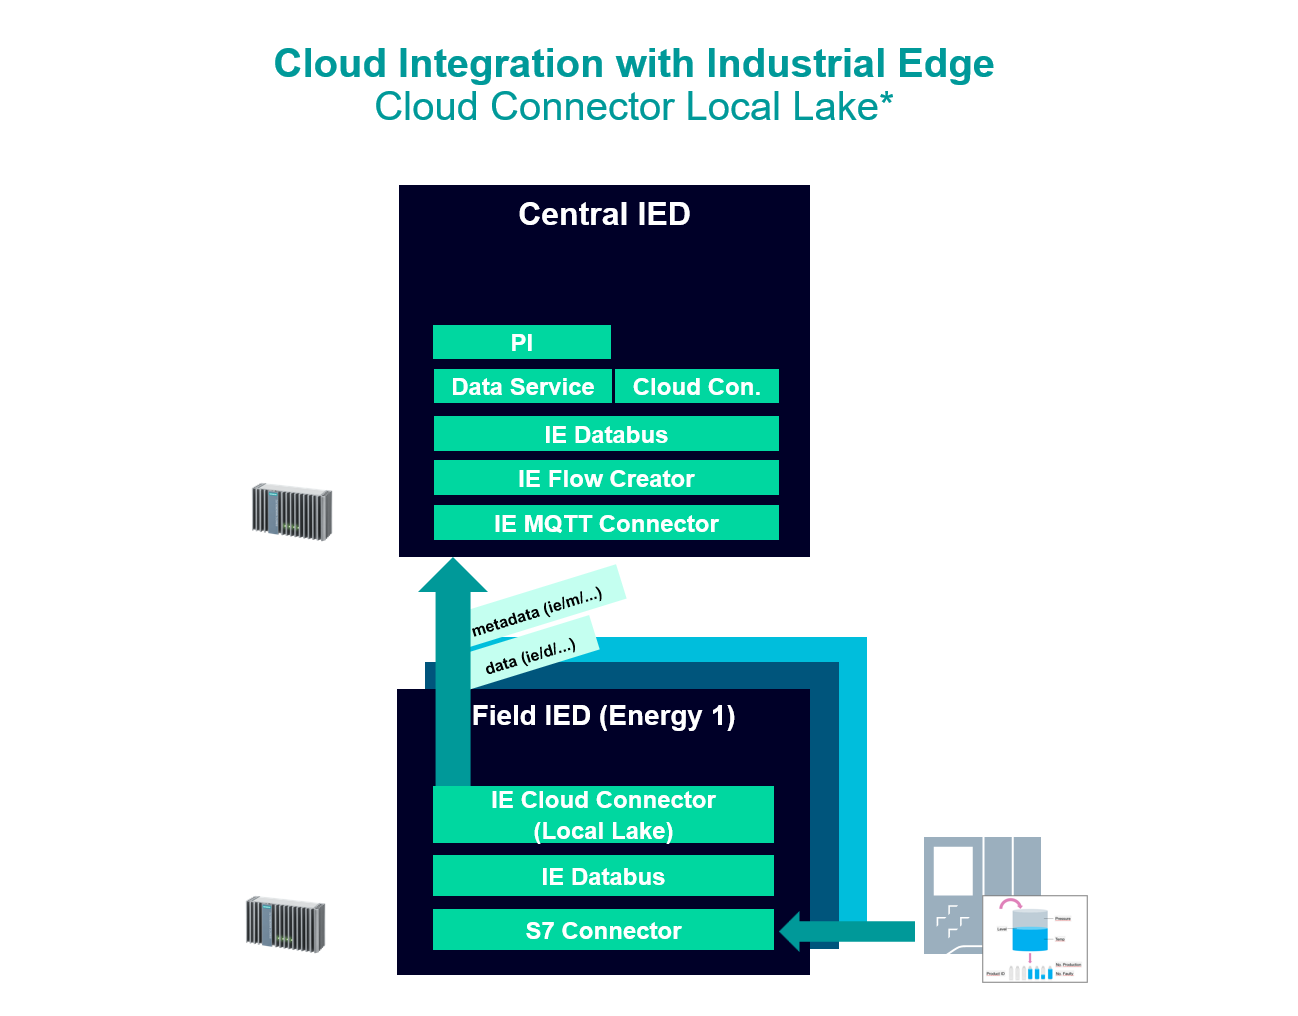 Cloud Integration with Industrial Edge
Cloud Connector Local Lake*
Central IED
PI
Data Service
Cloud Con.
IE Databus
IE Flow Creator
IE MQTT Connector
metadata (ie/m/...)
data (ie/d/...)
Field IED (Energy 1)
IE Cloud Connector
(Local Lake)
IE Databus
S7 Connector
Pressure
Level
Temp
No. Production
Product ID
No. Faulty